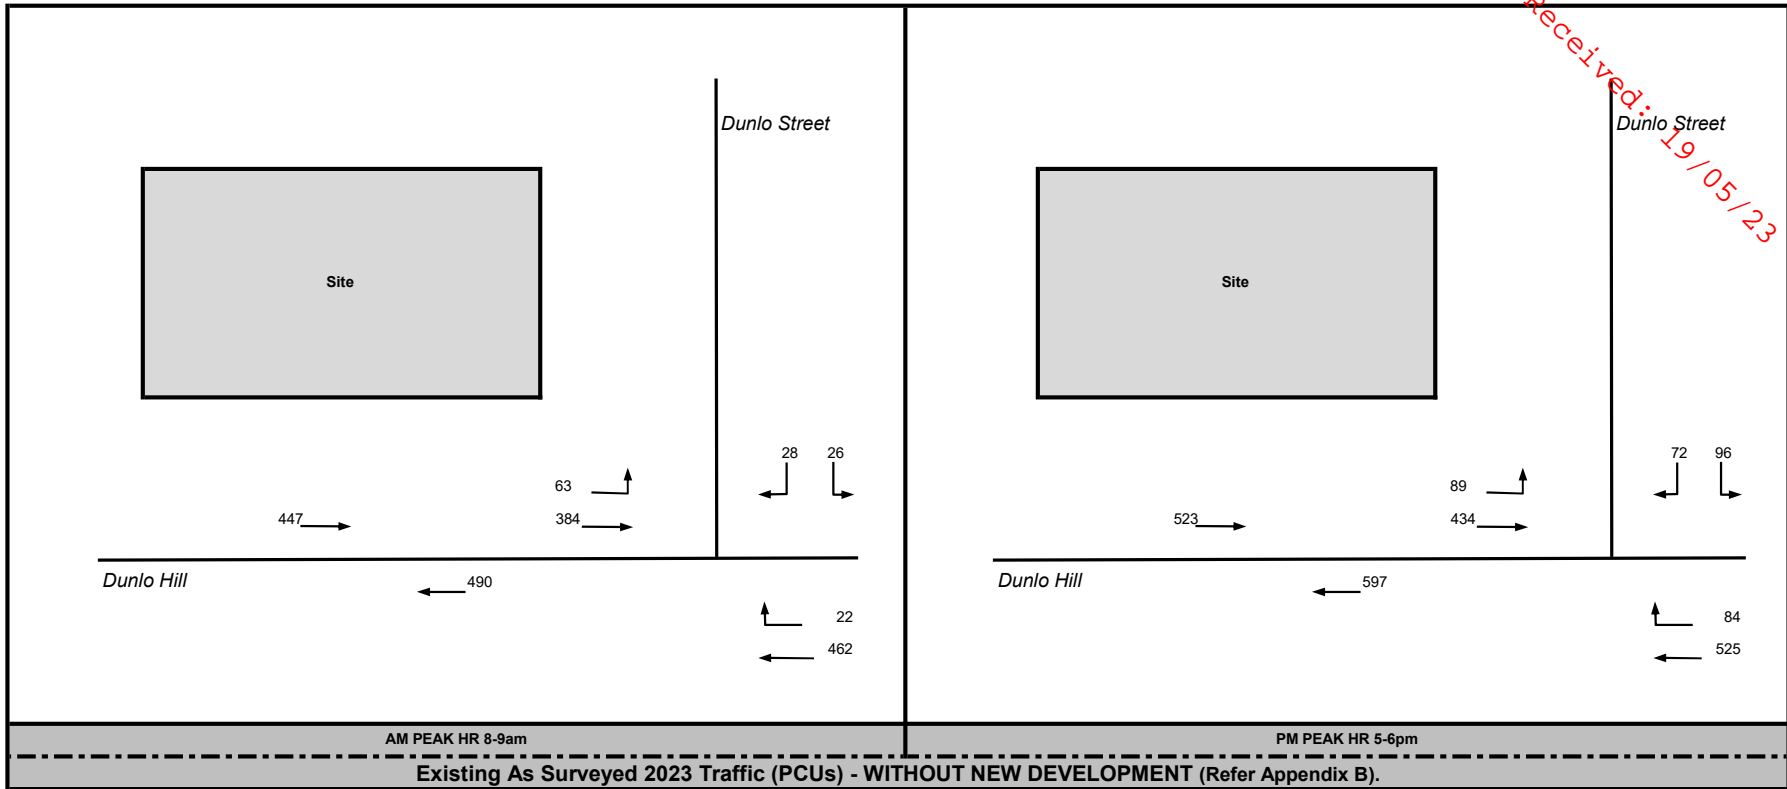 Received: 19/05/23
Dunlo Street
Site
28 26
63
447 384
Dunlo Hill
490
22
462
AM PEAK HR 8-9am
Dunlo Street
Site
72 96
89
523 434
Dunlo Hill
597
84
525
PM PEAK HR 5-6pm
Existing As Surveyed 2023 Traffic (PCUs) - WITHOUT NEW DEVELOPMENT (Refer Appendix B).